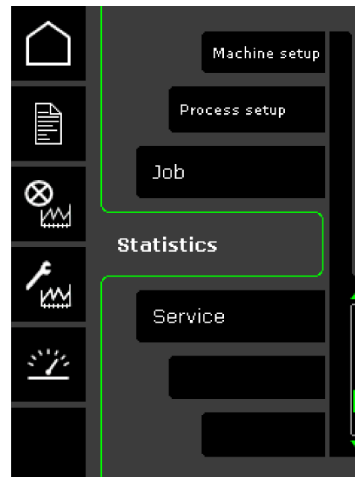 Machine setup
Process setup
Job
Statistics
Service